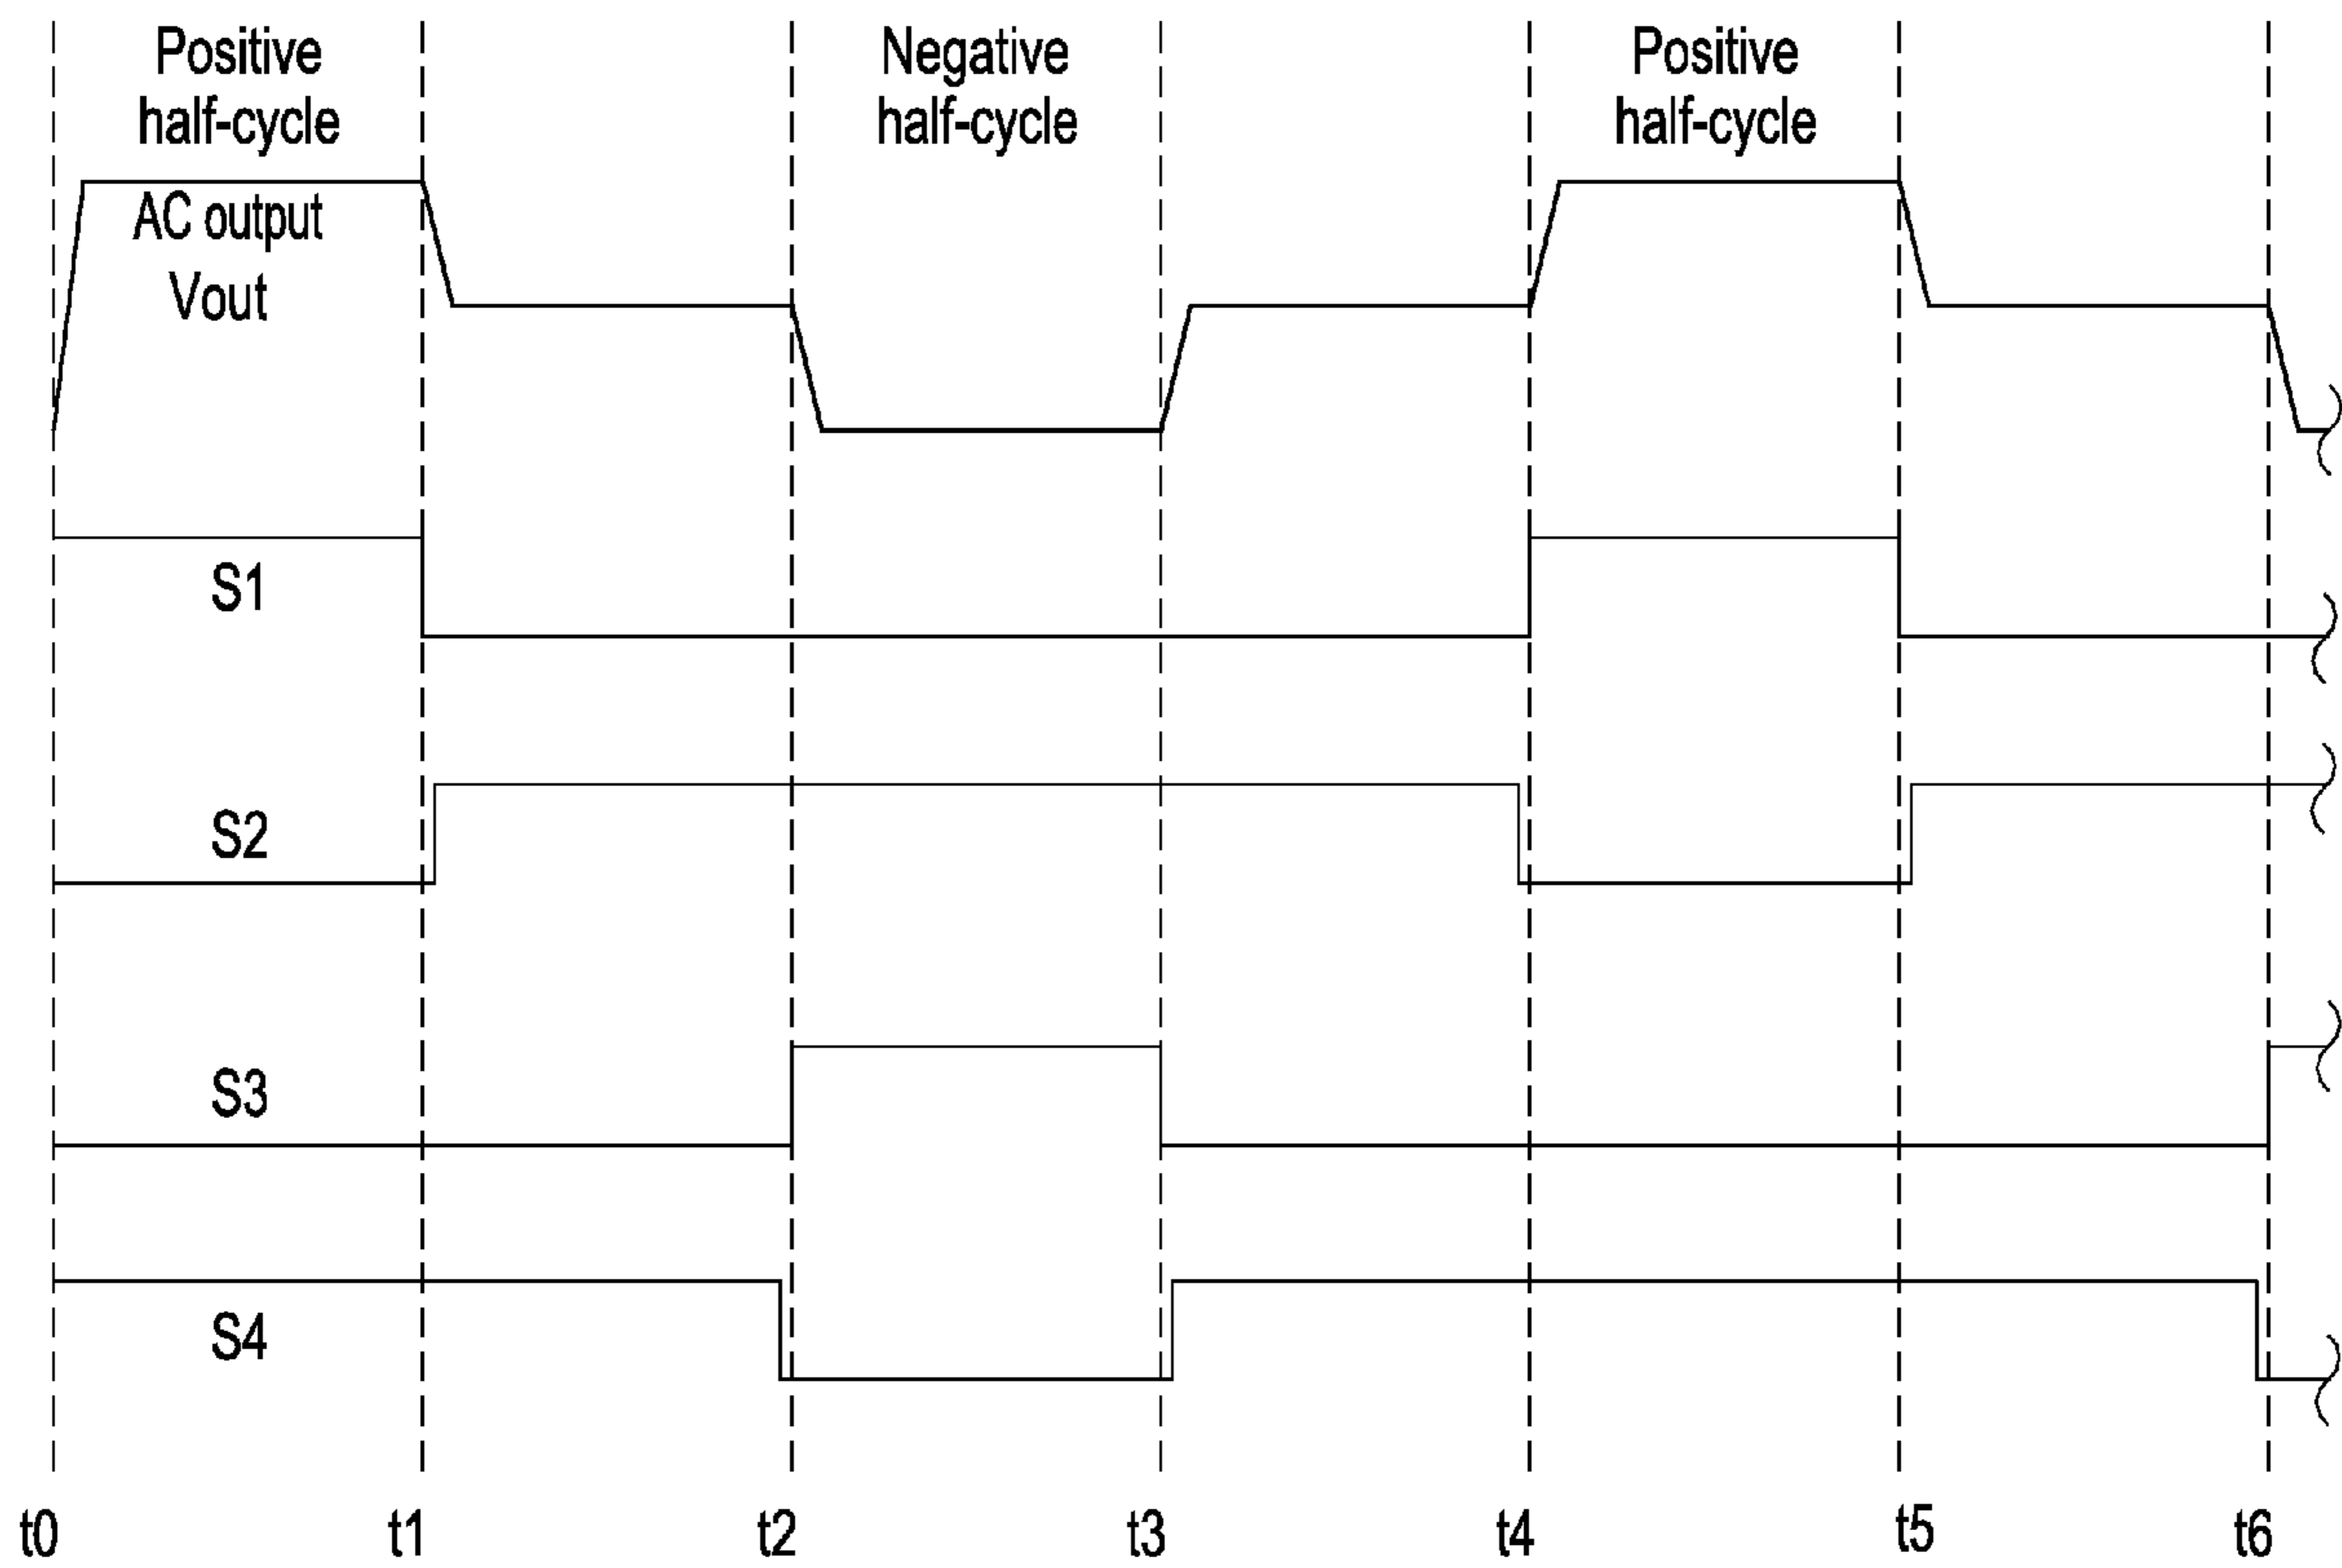 Positive
half-cycle
Negative
half-cycle
Positive
half-cycle
AC output
Vout
S1
S2
S3
S4
t0 t1 t2 t3 t4 t5 t6